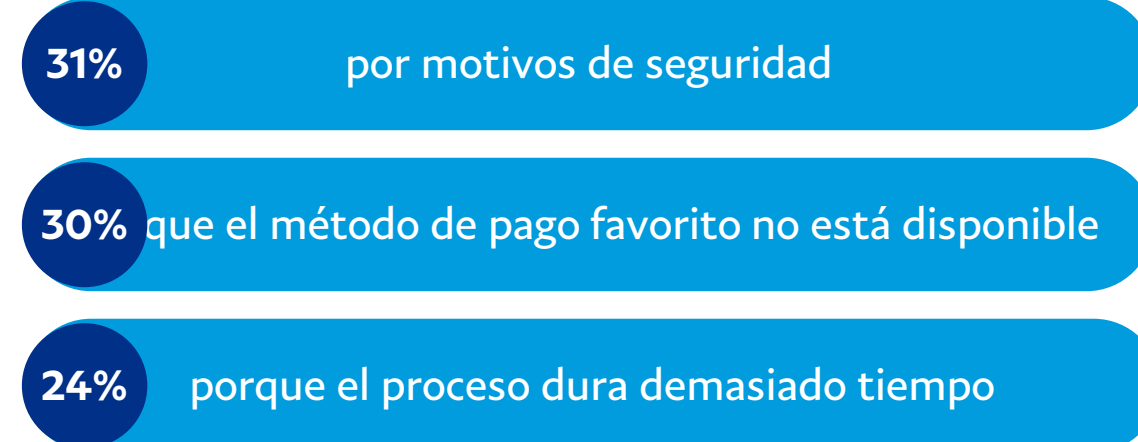 31% por motivos de seguridad
30% que el método de pago favorito no está disponible
24% porque el proceso dura demasiado tiempo